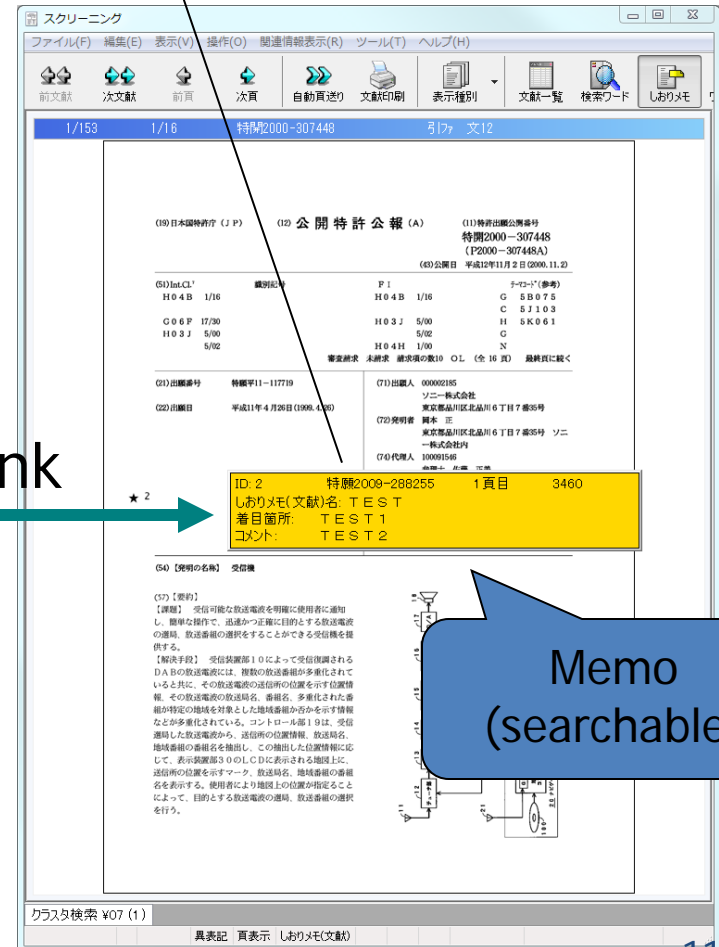 スクリーニング
ファイル(F) 編集(E) 表示(V) 操作(O) 関連情報表示(R) ツール(T) ヘルプ(H)
前文献 次文献 前頁 次頁 自動頁送り 文献印刷 表示種別 文献一覧 検索ワード しおりメモ
1/153 1/16 特開2000-307448 引ファ 文12
(19)日本国特許庁(JP) (12)公開特許公報(A) (11)特許出願公開番号
特開2000-307448
(P2000-307448A)
(43)公開日 平成12年11月2日(2000.11.2)
(51)Int.Cl.7 識別記号 FI テーマコード(参考)
H04B 1/16 H04B 1/16 G 5B075
C 5J103
G06F 17/30 H03J 5/00 H 5K061
H03J 5/00 5/02 G
5/02 H04H 1/00 N
審査請求 未請求 請求項の数10 OL (全16頁) 最終頁に続く
(21)出願番号 特願平11-117719 (71)出願人 000002185
ソニー株式会社
(22)出願日 平成11年4月26日(1999.4.26) 東京都品川区北品川6丁目7番35号
(72)発明者 岡本 正
東京都品川区北品川6丁目7番35号 ソニ
ー株式会社内
(74)代理人 100091546
弁理士 佐藤 正美
nk
★2
ID: 2 特願2009-288255 1頁目 3460
しおりメモ(文献)名: TEST
着目箇所: TEST1
コメント: TEST2
(54)【発明の名称】 受信機
(57)【要約】
【課題】 受信可能な放送電波を明確に使用者に通知
し、簡単な操作で、迅速かつ正確に目的とする放送電波
の選局、放送番組の選択をすることができる受信機を提
供する。
【解決手段】 受信装置部10によって受信復調される
DABの放送電波には、複数の放送番組が多重化されて
いると共に、その放送電波の送信所の位置を示す位置情
報、その放送電波の放送局名、番組名、多重化された番
組が特定の地域を対象とした地域番組か否かを示す情報
などが多重化されている。コントロール部19は、受信
選局した放送電波から、送信所の位置情報、放送局名、
地域番組の番組名を抽出し、この抽出した位置情報に応
じて、表示装置部30のLCDに表示される地図上に、
送信所の位置を示すマーク、放送局名、地域番組の番組
名を表示する。使用者により地図上の位置が指定されること
によって、目的とする放送電波の選局、放送番組の選択
を行う。
Memo
(searchable
クラスタ検索 ¥07 (1)
異表記 頁表示 しおりメモ(文献)